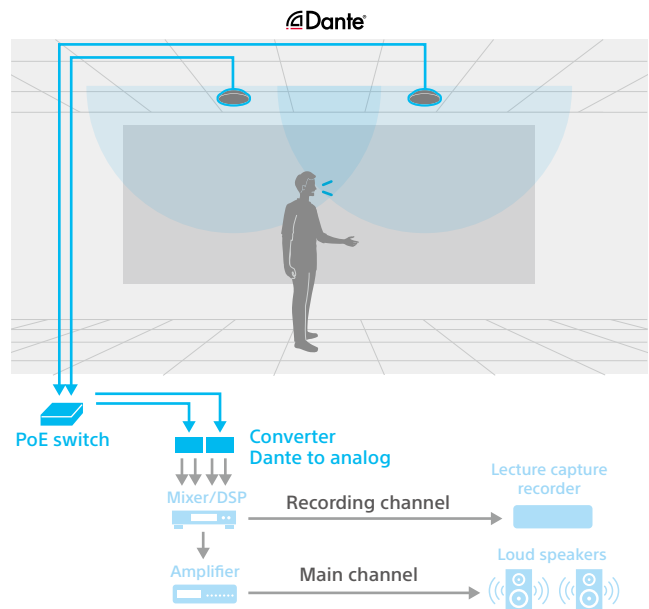 Dante®
PoE switch
Converter
Dante to analog
Mixer/DSP
Recording channel
Lecture capture
recorder
Amplifier
Main channel
Loud speakers